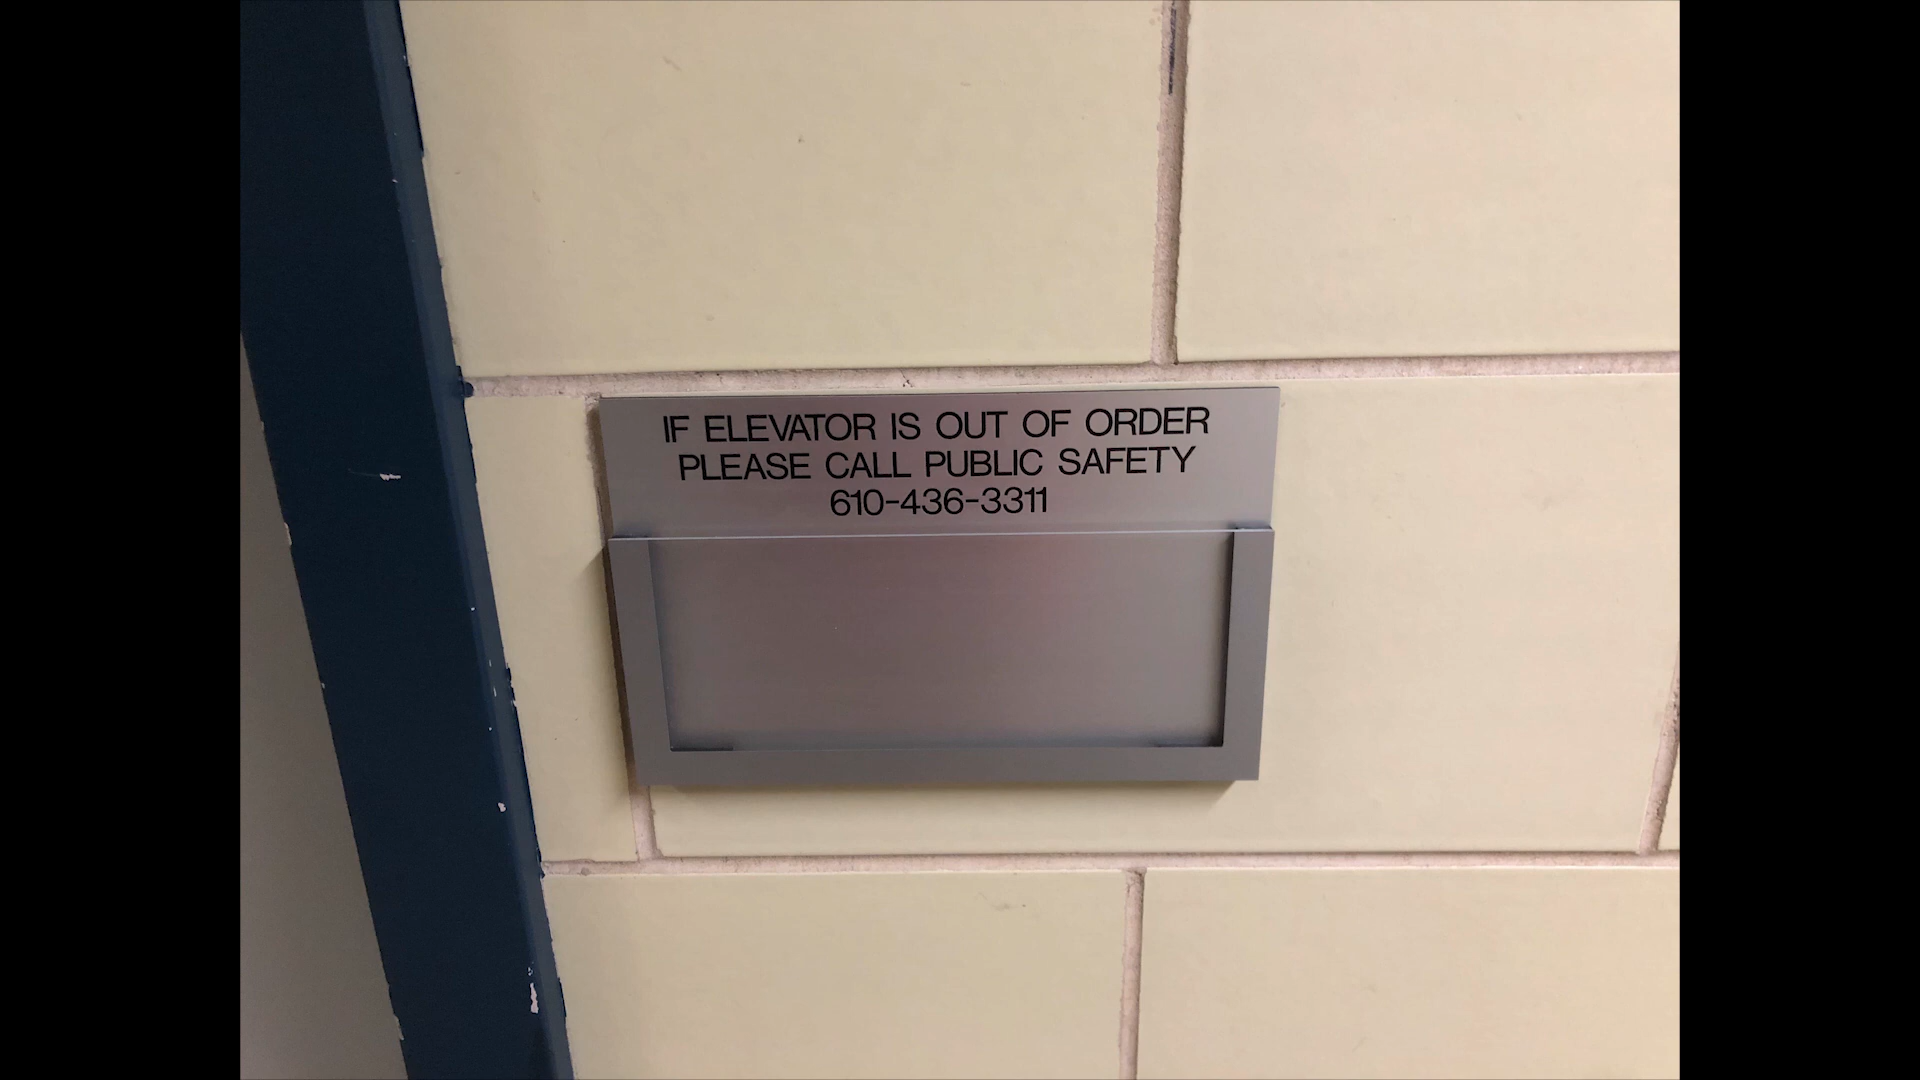 IF ELEVATOR IS OUT OF ORDER
PLEASE CALL PUBLIC SAFETY
610-436-3311